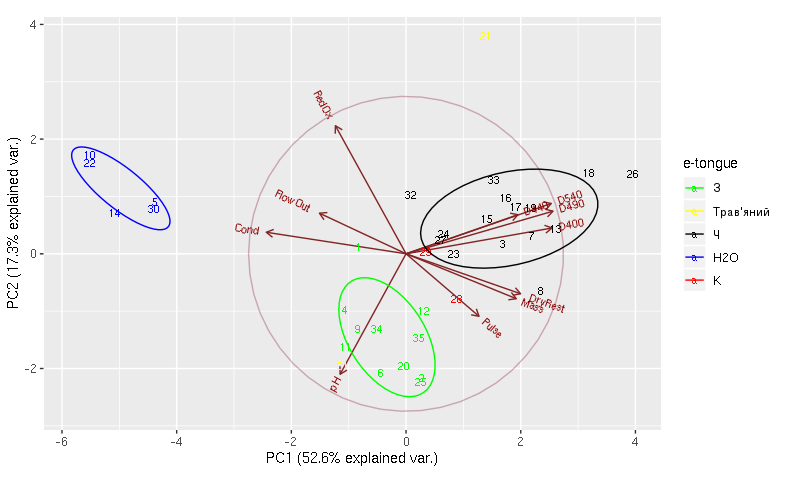 PC2 (17.3% explained var.)
4
2
0
-2
-6
-4
-2
0
2
4
PC1 (52.6% explained var.)
21
10
22
14
5
30
RedOx
Flow Out
Cond
32
33
18
26
16
17
15
24
27
23
3
7
13
D540
D490
D400
1
29
28
8
DryRest
Mass
Pulse
pH
4
9
34
12
35
11
20
6
2
25
e-tongue
a З
a Трав'яний
a Ч
a H2O
a К